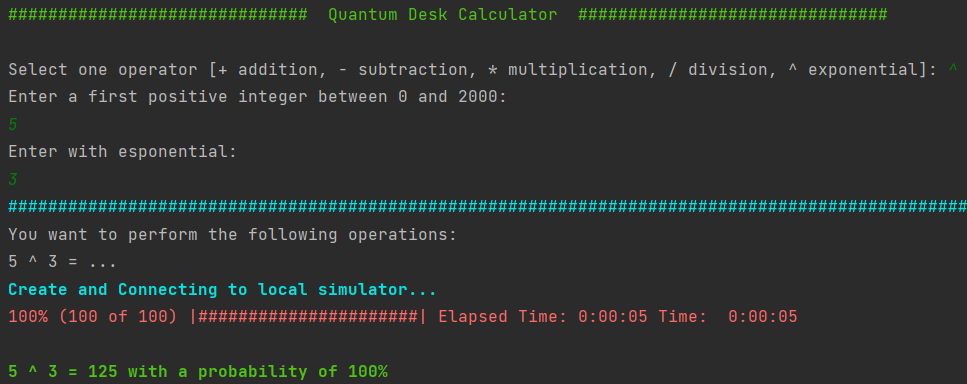 ############################## Quantum Desk Calculator ###############################
Select one operator [+ addition, - subtraction, * multiplication, / division, ^ exponential]: ^
Enter a first positive integer between 0 and 2000:
5
Enter with esponential:
3
################################################################################################
You want to perform the following operations:
5 ^ 3 = ...
Create and Connecting to local simulator...
100% (100 of 100) |######################| Elapsed Time: 0:00:05 Time:  0:00:05
5 ^ 3 = 125 with a probability of 100%